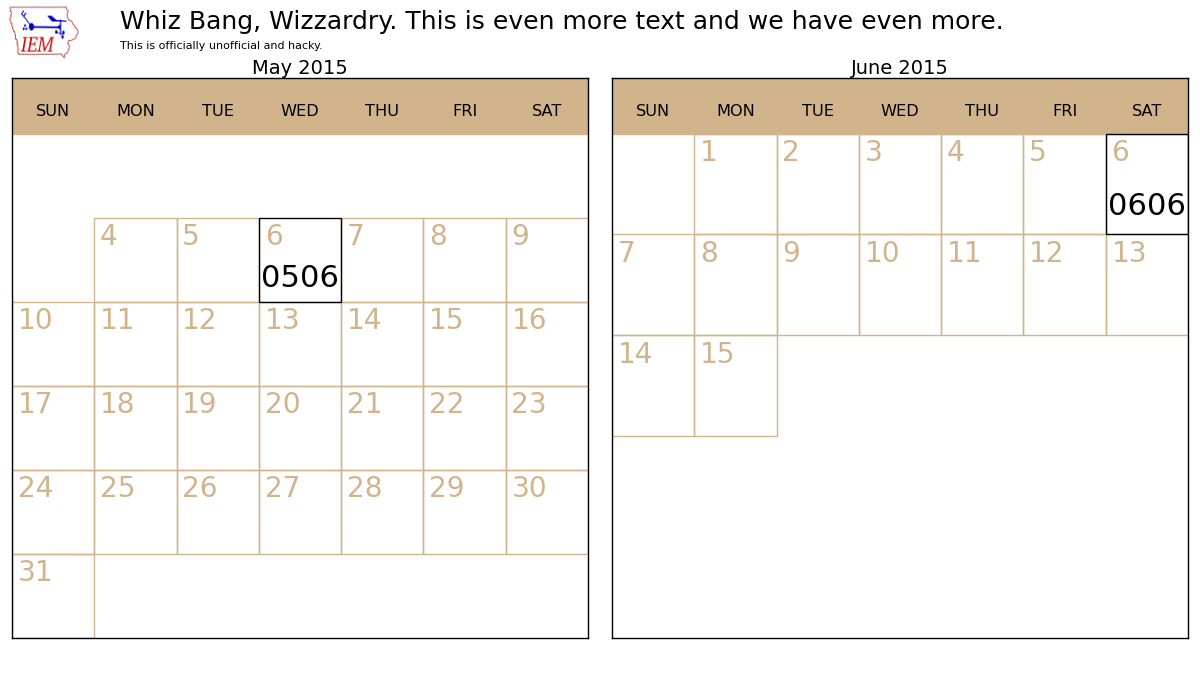 Whiz Bang, Wizzardry. This is even more text and we have even more.
IEM
This is officially unofficial and hacky.
May 2015
SUN MON TUE WED THU FRI SAT
4 5 6 7 8 9
0506
10 11 12 13 14 15 16
17 18 19 20 21 22 23
24 25 26 27 28 29 30
31
June 2015
SUN MON TUE WED THU FRI SAT
1 2 3 4 5 6
0606
7 8 9 10 11 12 13
14 15